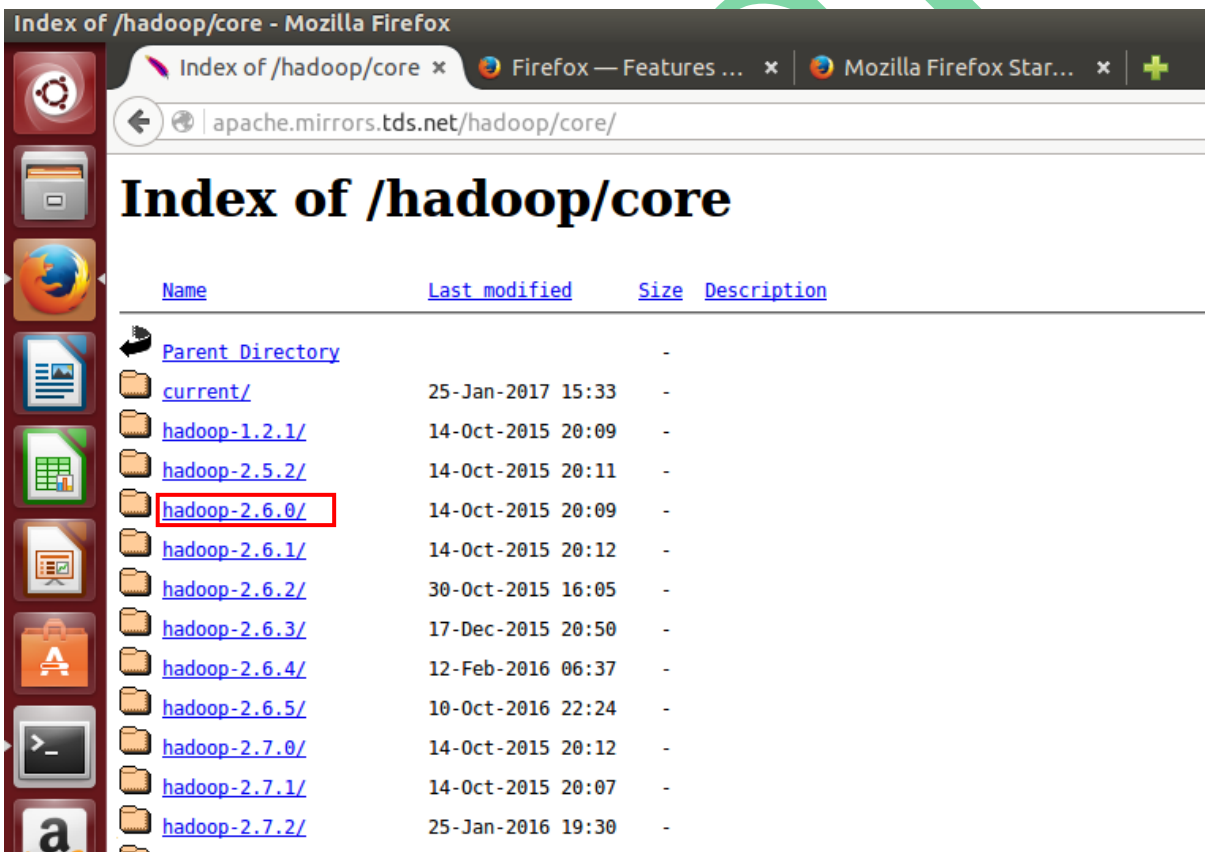 Index of /hadoop/core - Mozilla Firefox
Index of /hadoop/core × Firefox — Features ... × Mozilla Firefox Star... ×
apache.mirrors.tds.net/hadoop/core/
Index of /hadoop/core
Name Last modified Size Description
Parent Directory -
current/ 25-Jan-2017 15:33 -
hadoop-1.2.1/ 14-Oct-2015 20:09 -
hadoop-2.5.2/ 14-Oct-2015 20:11 -
hadoop-2.6.0/ 14-Oct-2015 20:09 -
hadoop-2.6.1/ 14-Oct-2015 20:12 -
hadoop-2.6.2/ 30-Oct-2015 16:05 -
hadoop-2.6.3/ 17-Dec-2015 20:50 -
hadoop-2.6.4/ 12-Feb-2016 06:37 -
hadoop-2.6.5/ 10-Oct-2016 22:24 -
hadoop-2.7.0/ 14-Oct-2015 20:12 -
hadoop-2.7.1/ 14-Oct-2015 20:07 -
hadoop-2.7.2/ 25-Jan-2016 19:30 -